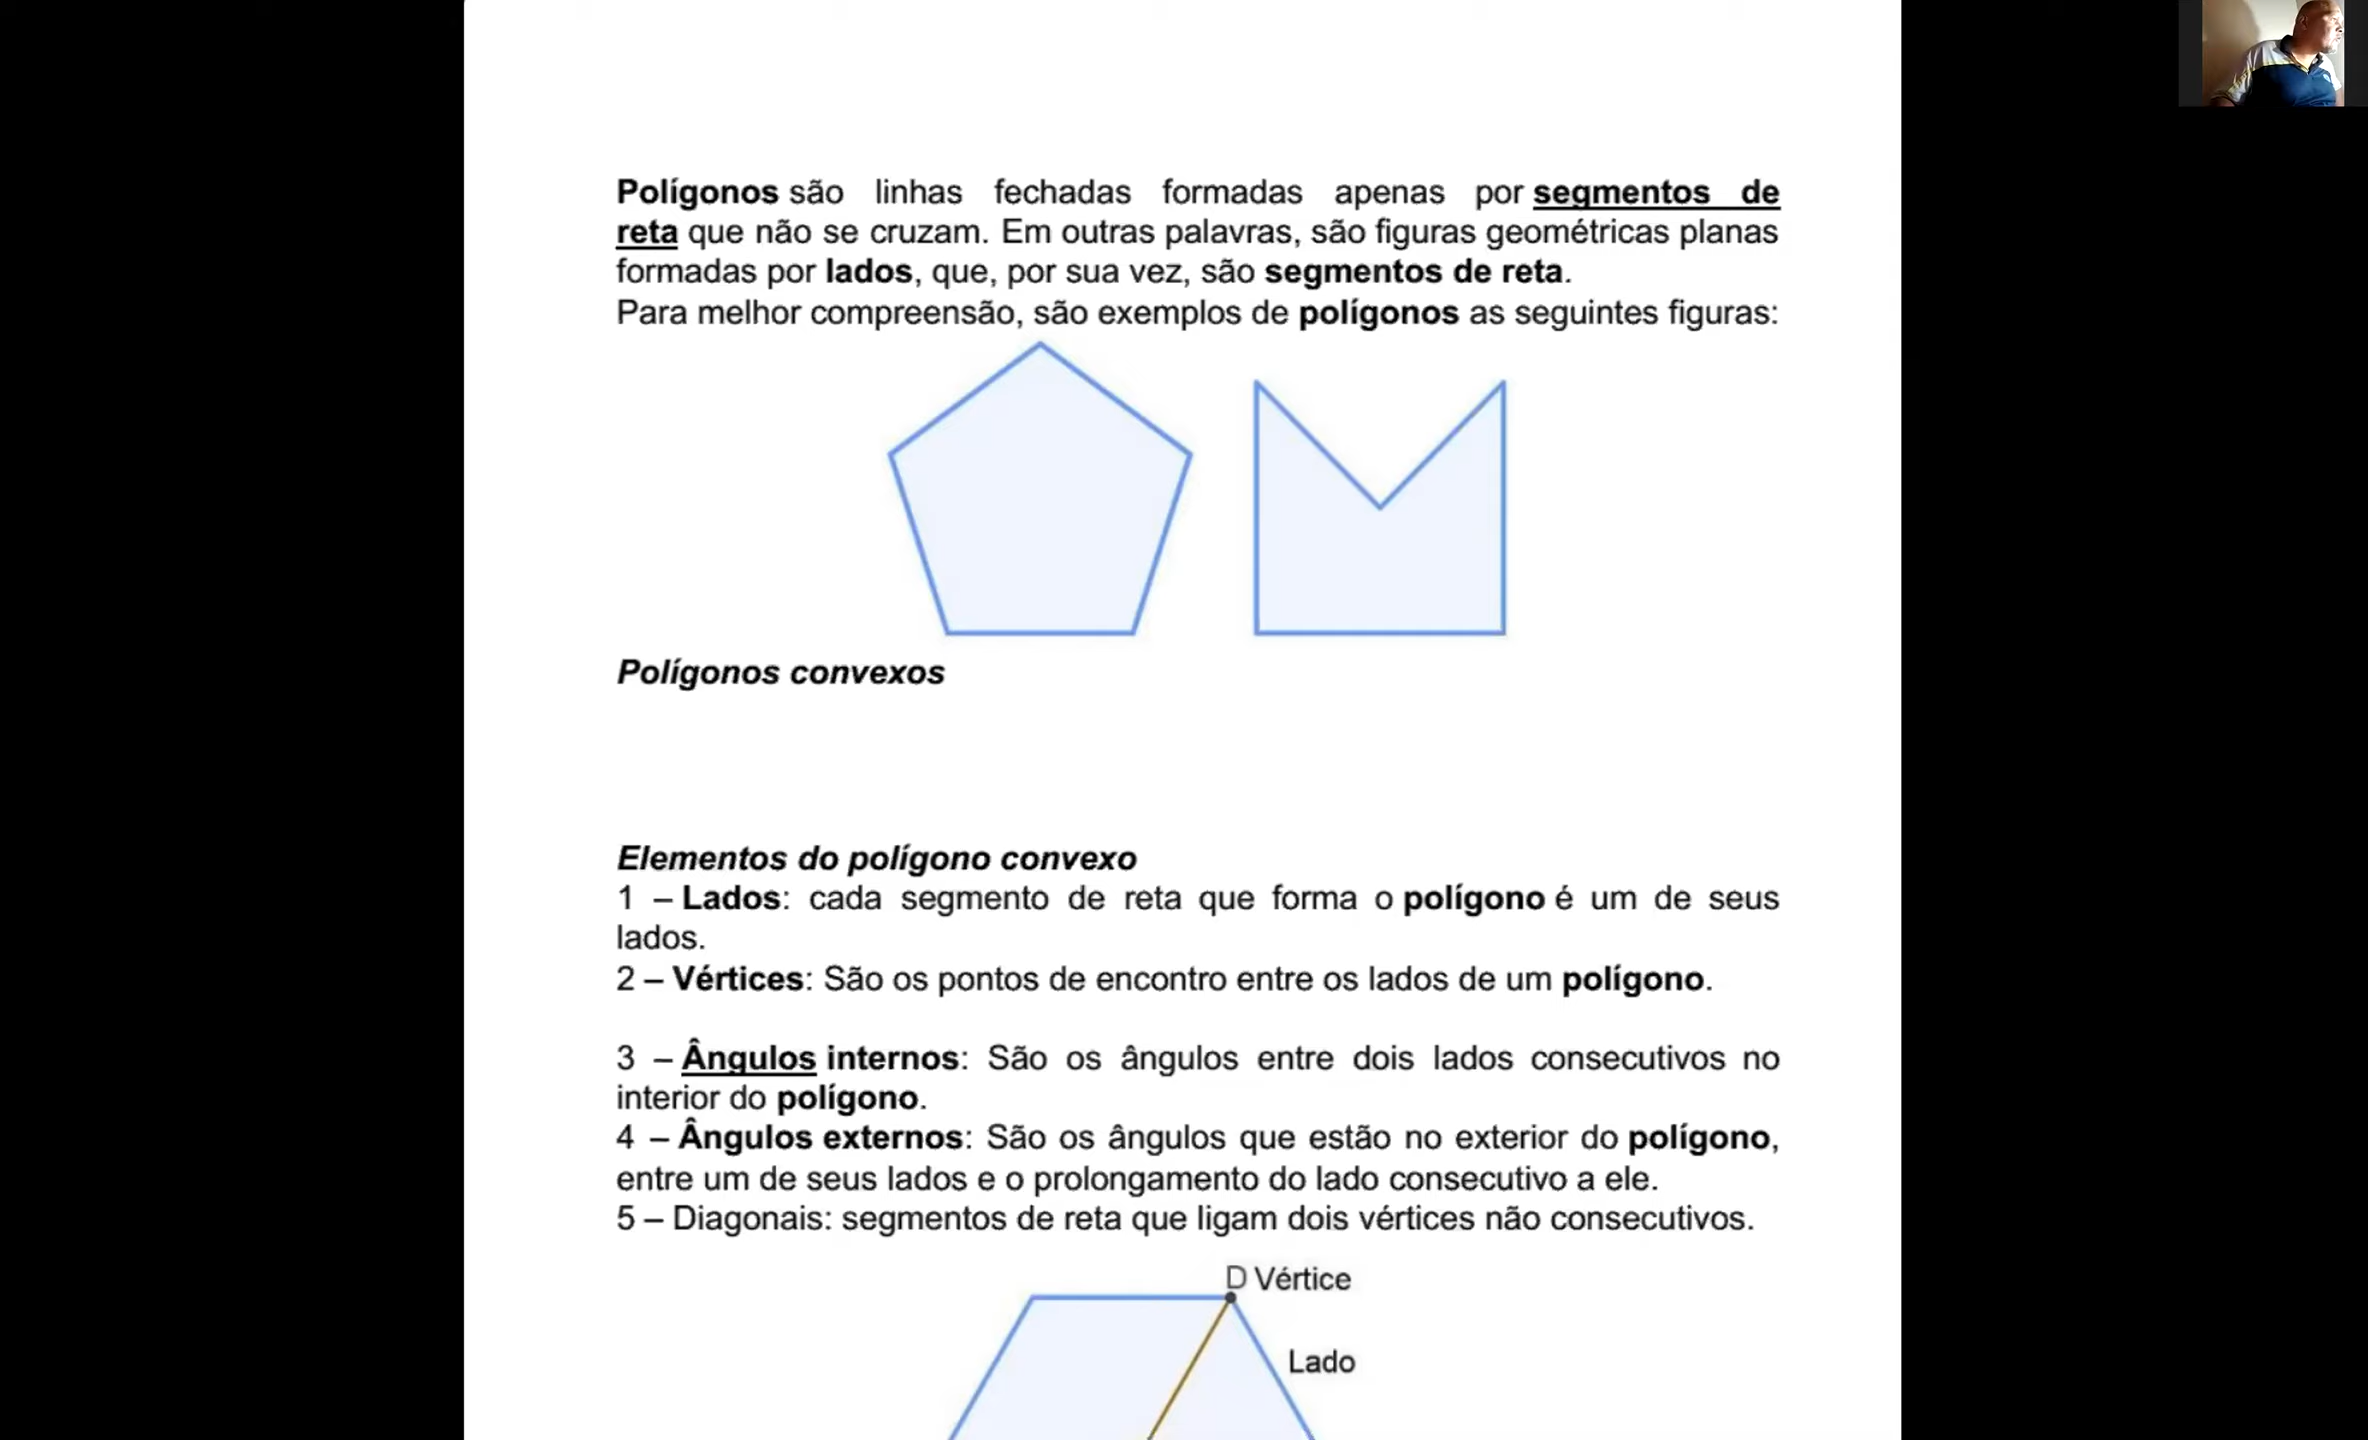 Polígonos são linhas fechadas formadas apenas por segmentos de
reta que não se cruzam. Em outras palavras, são figuras geométricas planas
formadas por lados, que, por sua vez, são segmentos de reta.
Para melhor compreensão, são exemplos de polígonos as seguintes figuras:
Polígonos convexos
Elementos do polígono convexo
1 – Lados: cada segmento de reta que forma o polígono é um de seus
lados.
2 – Vértices: São os pontos de encontro entre os lados de um polígono.
3 – Ângulos internos: São os ângulos entre dois lados consecutivos no
interior do polígono.
4 – Ângulos externos: São os ângulos que estão no exterior do polígono,
entre um de seus lados e o prolongamento do lado consecutivo a ele.
5 – Diagonais: segmentos de reta que ligam dois vértices não consecutivos.
D Vértice
Lado